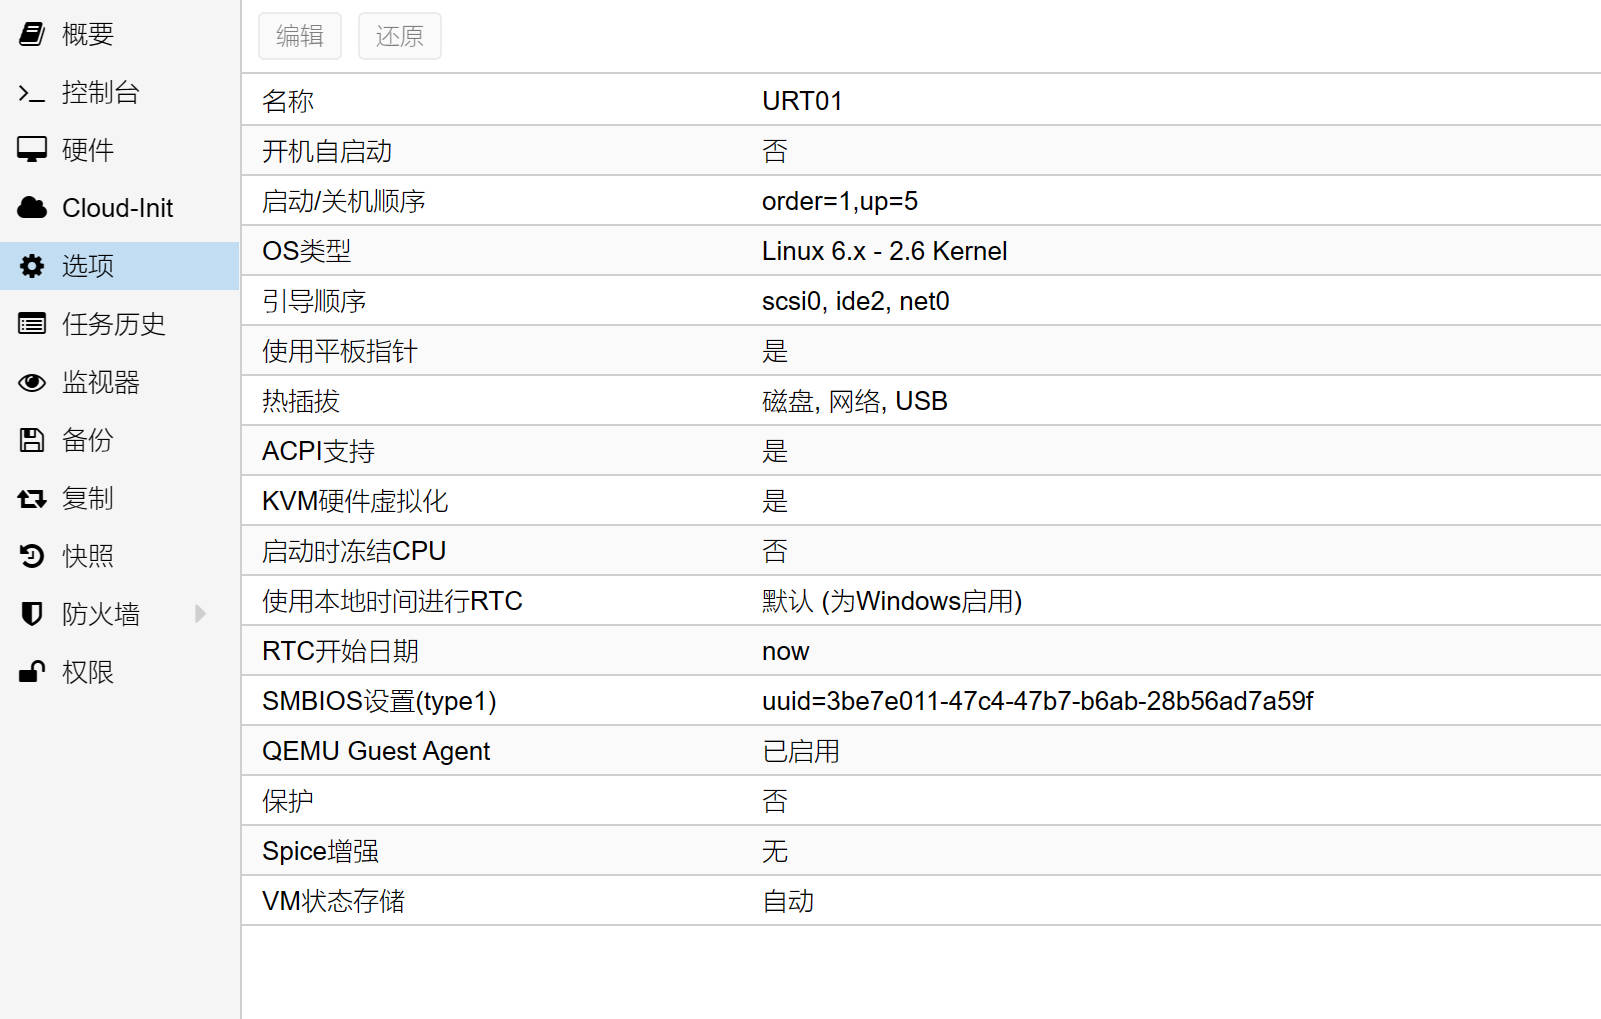 概要
控制台
硬件
Cloud-Init
选项
任务历史
监视器
备份
复制
快照
防火墙
权限
编辑 还原
名称 URT01
开机自启动 否
启动/关机顺序 order=1,up=5
OS类型 Linux 6.x - 2.6 Kernel
引导顺序 scsi0, ide2, net0
使用平板指针 是
热插拔 磁盘, 网络, USB
ACPI支持 是
KVM硬件虚拟化 是
启动时冻结CPU 否
使用本地时间进行RTC 默认 (为Windows启用)
RTC开始日期 now
SMBIOS设置(type1) uuid=3be7e011-47c4-47b7-b6ab-28b56ad7a59f
QEMU Guest Agent 已启用
保护 否
Spice增强 无
VM状态存储 自动